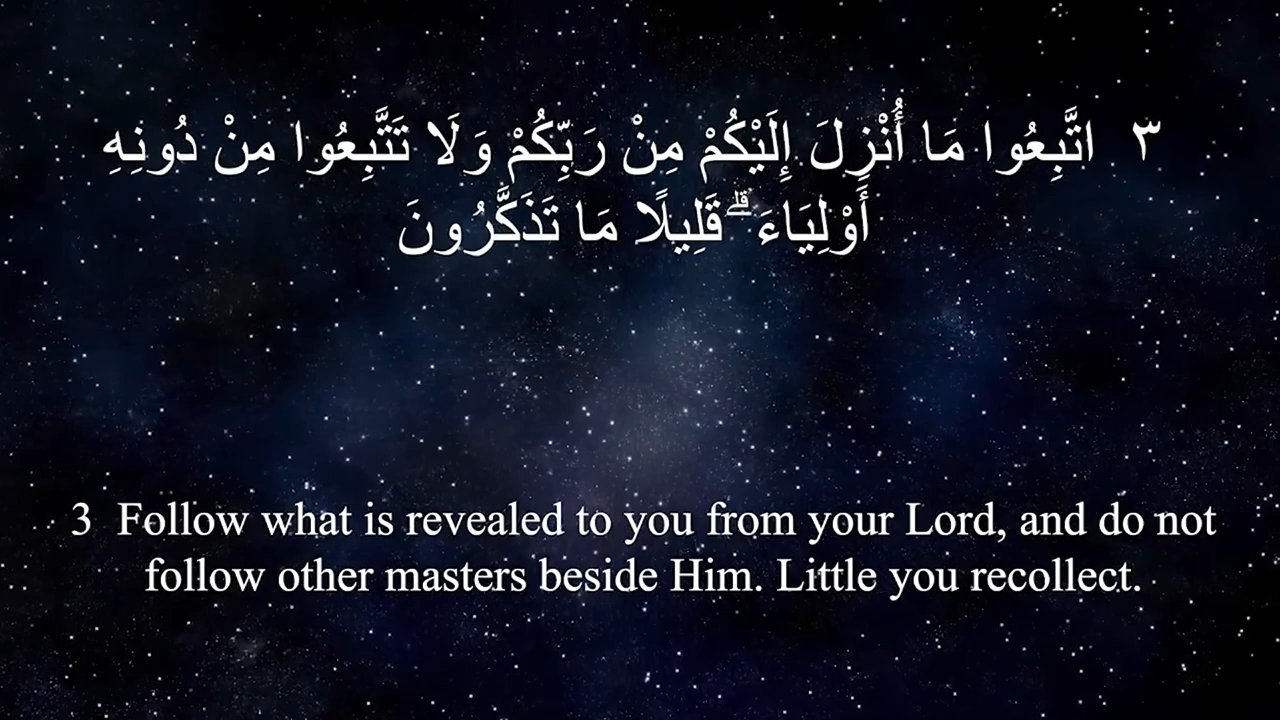 ٣ اتَّبِعُوا مَا أُنْزِلَ إِلَيْكُمْ مِنْ رَبِّكُمْ وَلَا تَتَّبِعُوا مِنْ دُونِهِ
أَوْلِيَاءَ ۗ قَلِيلًا مَا تَذَكَّرُونَ
3 Follow what is revealed to you from your Lord, and do not
follow other masters beside Him. Little you recollect.